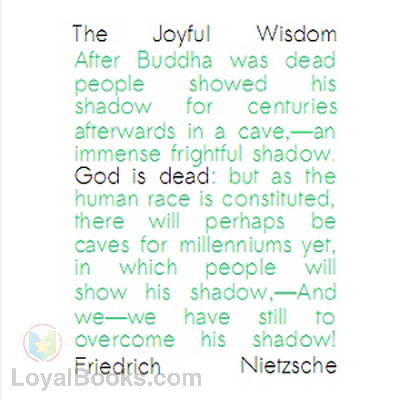 The Joyful Wisdom
After Buddha was dead
people showed his
shadow for centuries
afterwards in a cave,—an
immense frightful shadow.
God is dead: but as the
human race is constituted,
there will perhaps be
caves for millenniums yet,
in which people will
show his shadow,—And
we—we have still to
overcome his shadow!
Friedrich Nietzsche
LoyalBooks.com